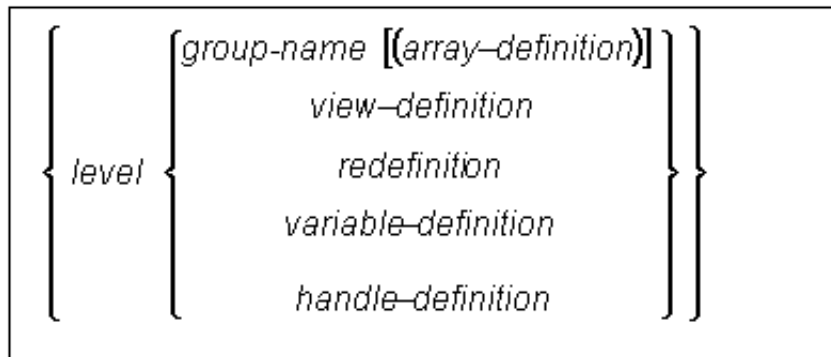 group-name [(array–definition)]
view–definition
level redefinition
variable–definition
handle–definition